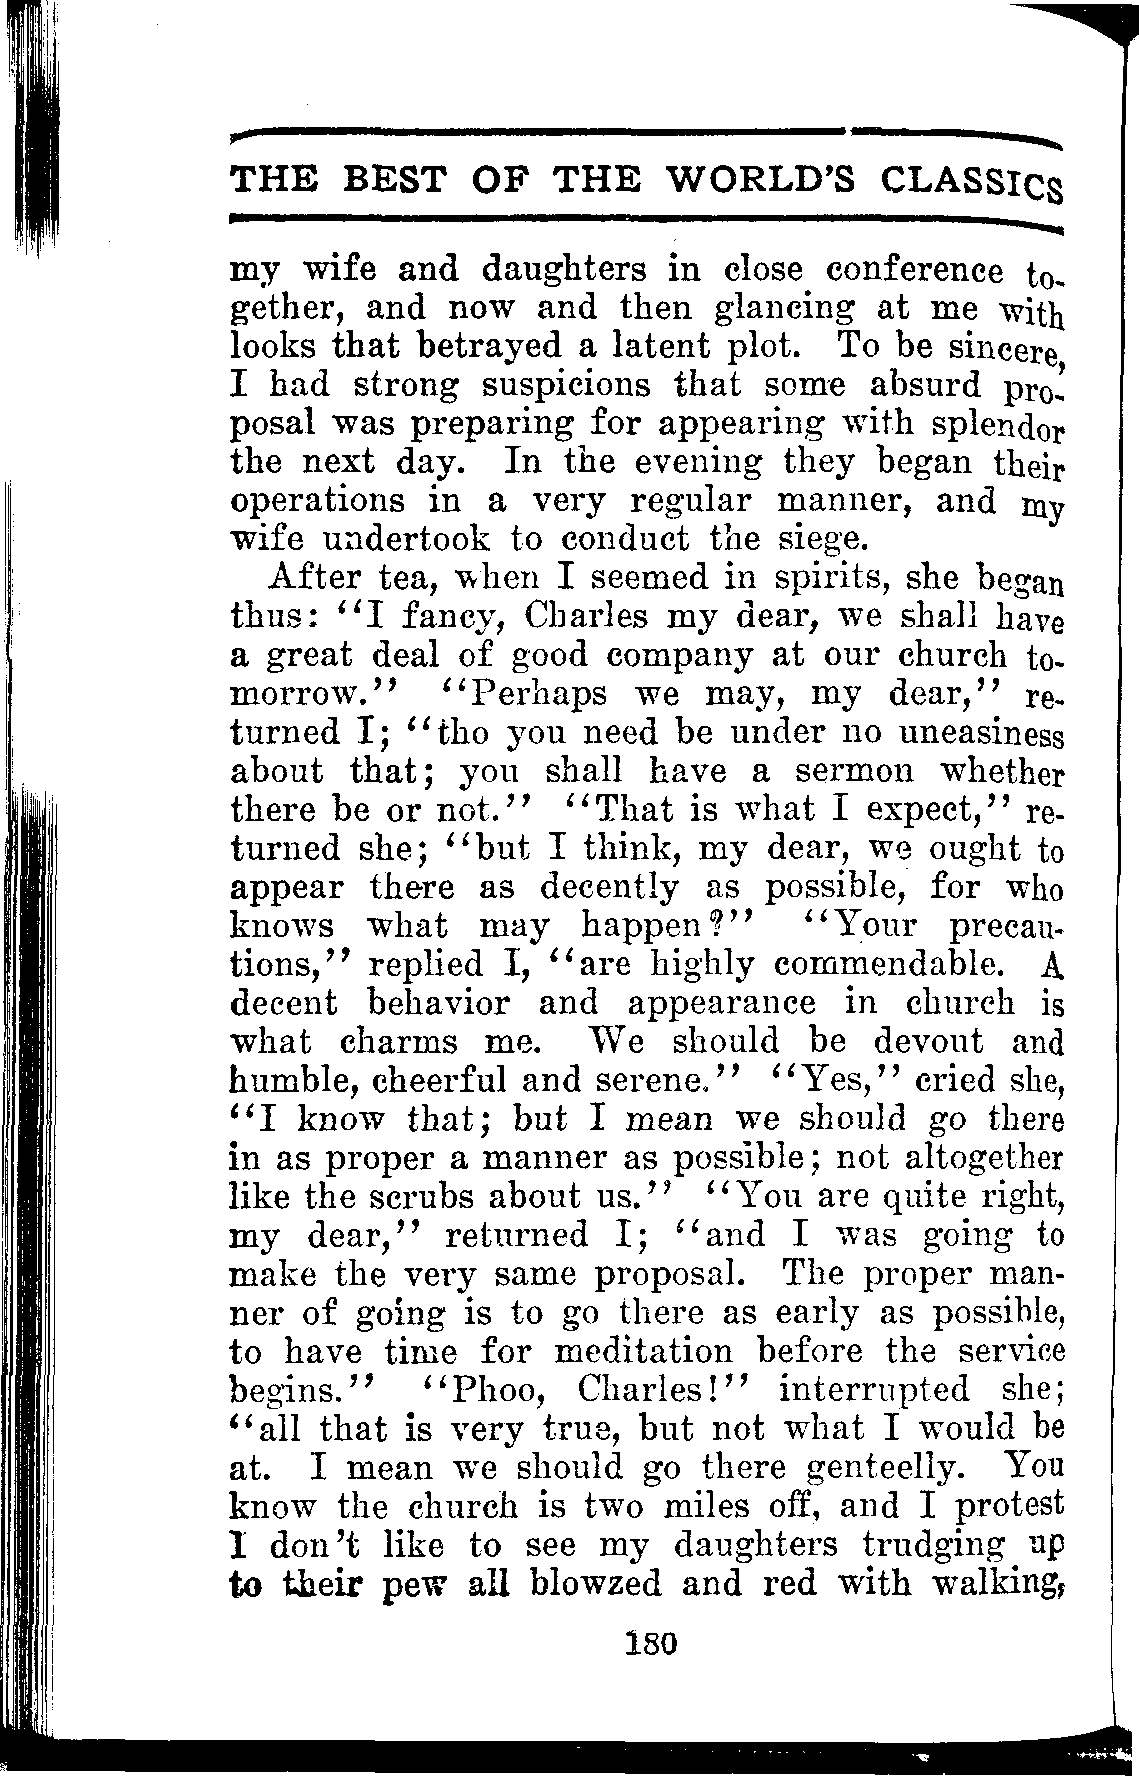 THE BEST OF THE WORLD'S CLASSICS
my wife and daughters in close conference to-
gether, and now and then glancing at me with
looks that betrayed a latent plot. To be sincere,
I had strong suspicions that some absurd pro-
posal was preparing for appearing with splendor
the next day. In the evening they began their
operations in a very regular manner, and my
wife undertook to conduct the siege.
After tea, when I seemed in spirits, she began
thus: “I fancy, Charles my dear, we shall have
a great deal of good company at our church to-
morrow.” “Perhaps we may, my dear,” re-
turned I; “tho you need be under no uneasiness
about that; you shall have a sermon whether
there be or not.” “That is what I expect,” re-
turned she; “but I think, my dear, we ought to
appear there as decently as possible, for who
knows what may happen?” “Your precau-
tions,” replied I, “are highly commendable. A
decent behavior and appearance in church is
what charms me. We should be devout and
humble, cheerful and serene.” “Yes,” cried she,
“I know that; but I mean we should go there
in as proper a manner as possible; not altogether
like the scrubs about us.” “You are quite right,
my dear,” returned I; “and I was going to
make the very same proposal. The proper man-
ner of going is to go there as early as possible,
to have time for meditation before the service
begins.” “Phoo, Charles!” interrupted she;
“all that is very true, but not what I would be
at. I mean we should go there genteelly. You
know the church is two miles off, and I protest
I don't like to see my daughters trudging up
to their pew all blowzed and red with walking,
180